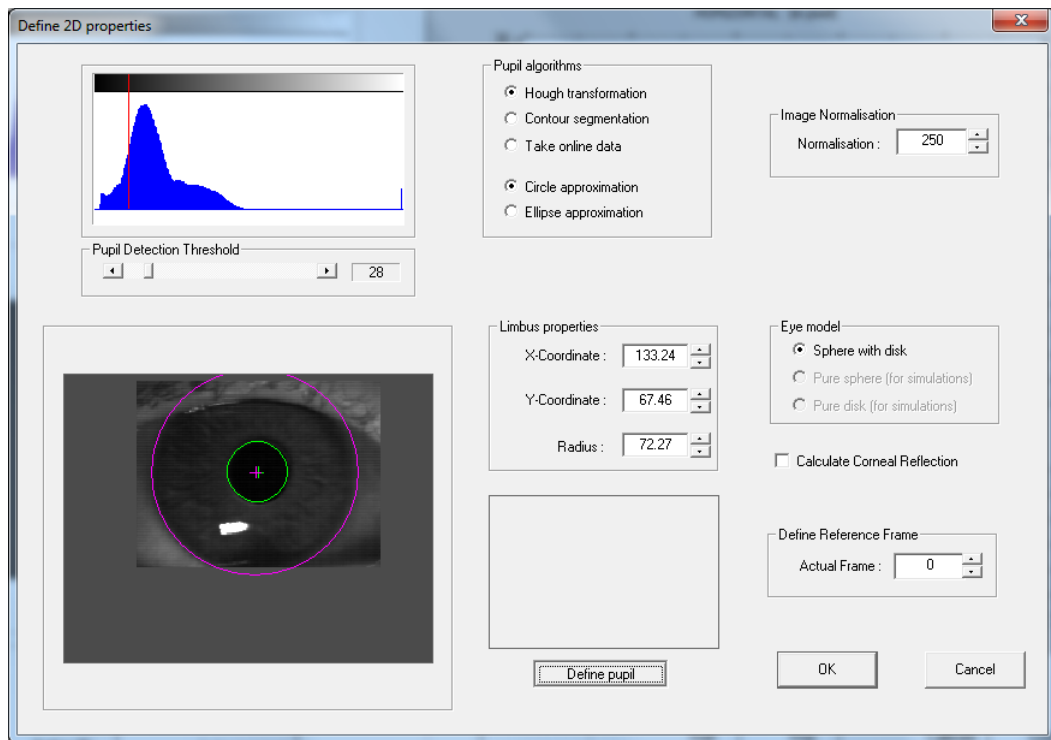 Define 2D properties
Pupil algorithms
Hough transformation
Contour segmentation
Take online data
Circle approximation
Ellipse approximation
Image Normalisation
Normalisation : 250
Pupil Detection Threshold
28
Limbus properties
X-Coordinate : 133.24
Y-Coordinate : 67.46
Radius : 72.27
Eye model
Sphere with disk
Pure sphere (for simulations)
Pure disk (for simulations)
Calculate Corneal Reflection
Define Reference Frame
Actual Frame : 0
Define pupil
OK
Cancel